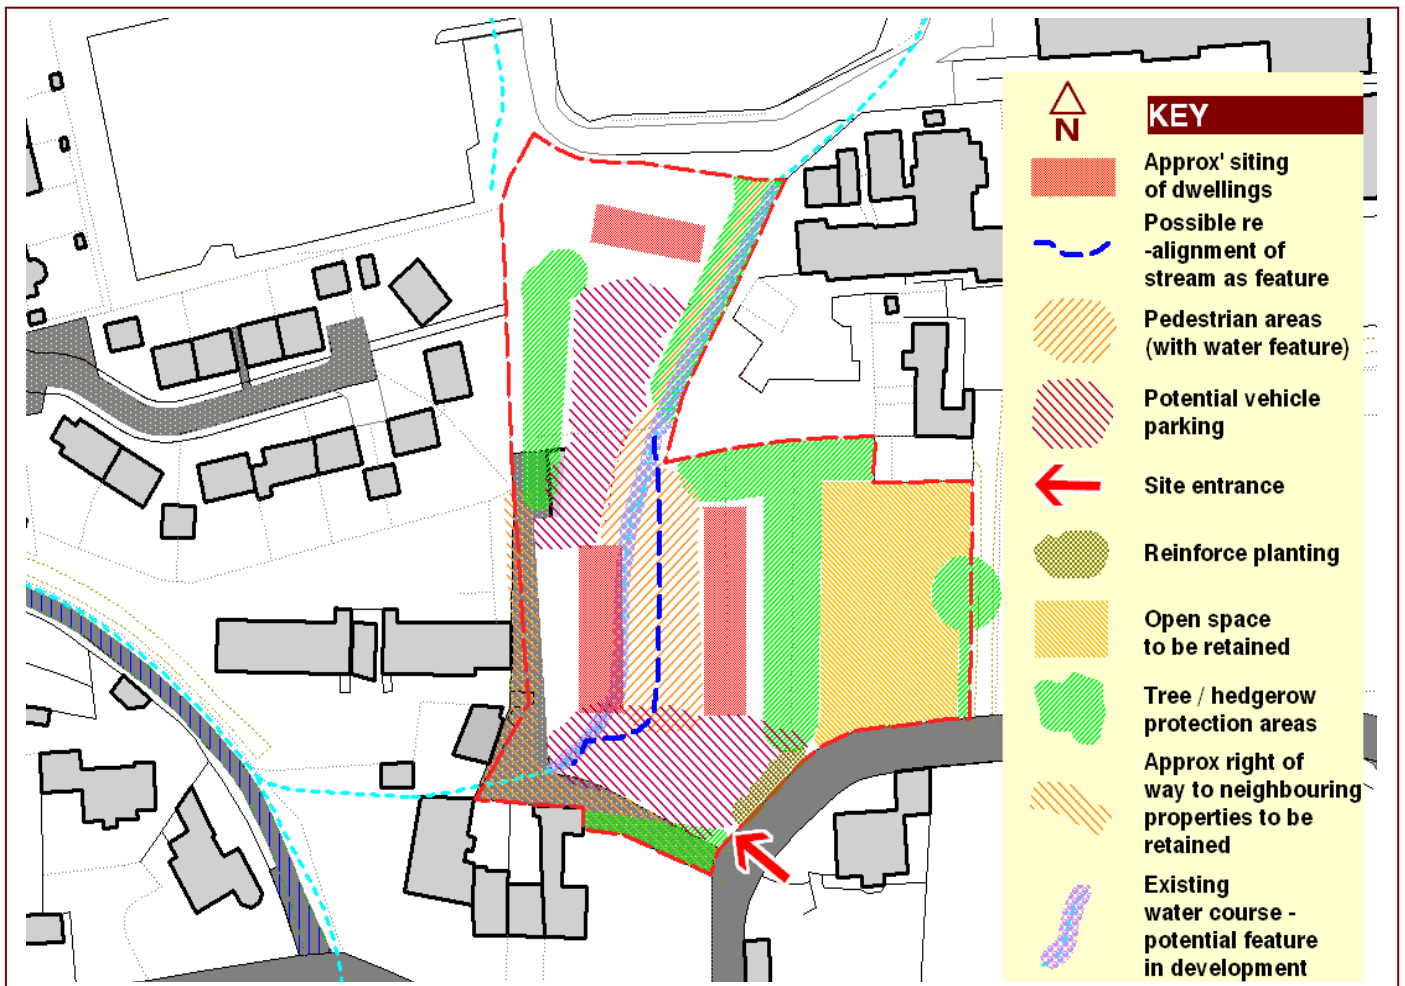 N
KEY
Approx' siting
of dwellings
Possible re
-alignment of
stream as feature
Pedestrian areas
(with water feature)
Potential vehicle
parking
Site entrance
Reinforce planting
Open space
to be retained
Tree / hedgerow
protection areas
Approx right of
way to neighbouring
properties to be
retained
Existing
water course -
potential feature
in development